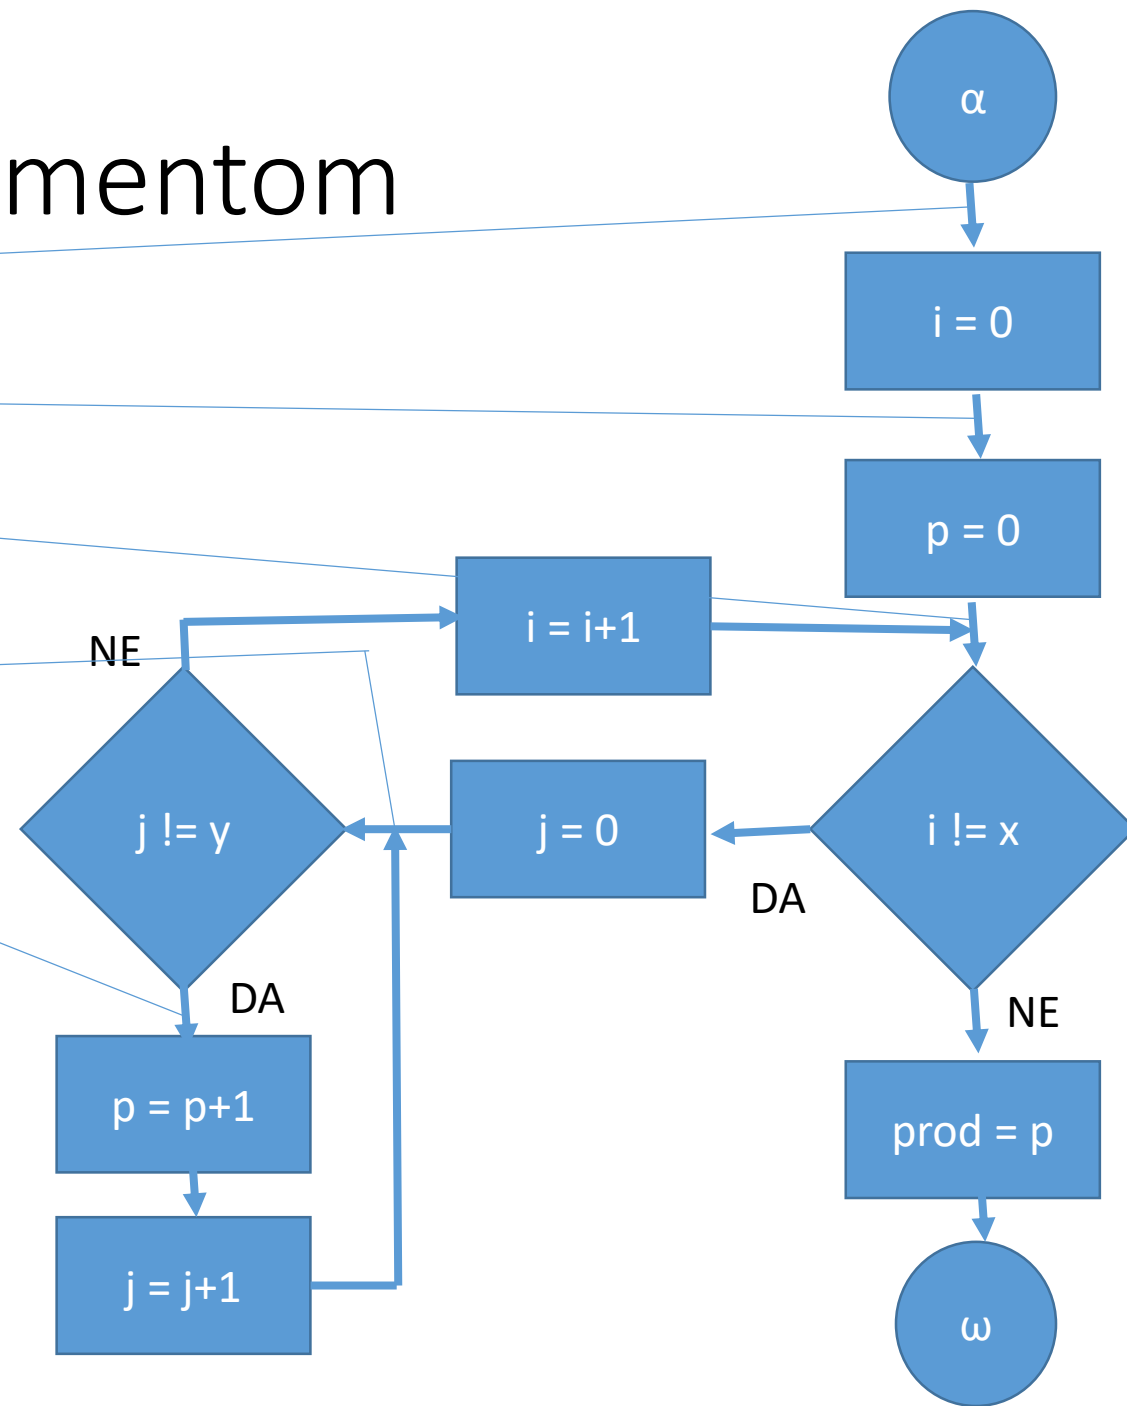 α
mentom
i = 0
p = 0
i = i+1
NE
j != y
j = 0
i != x
DA
DA
NE
p = p+1
prod = p
j = j+1
ω